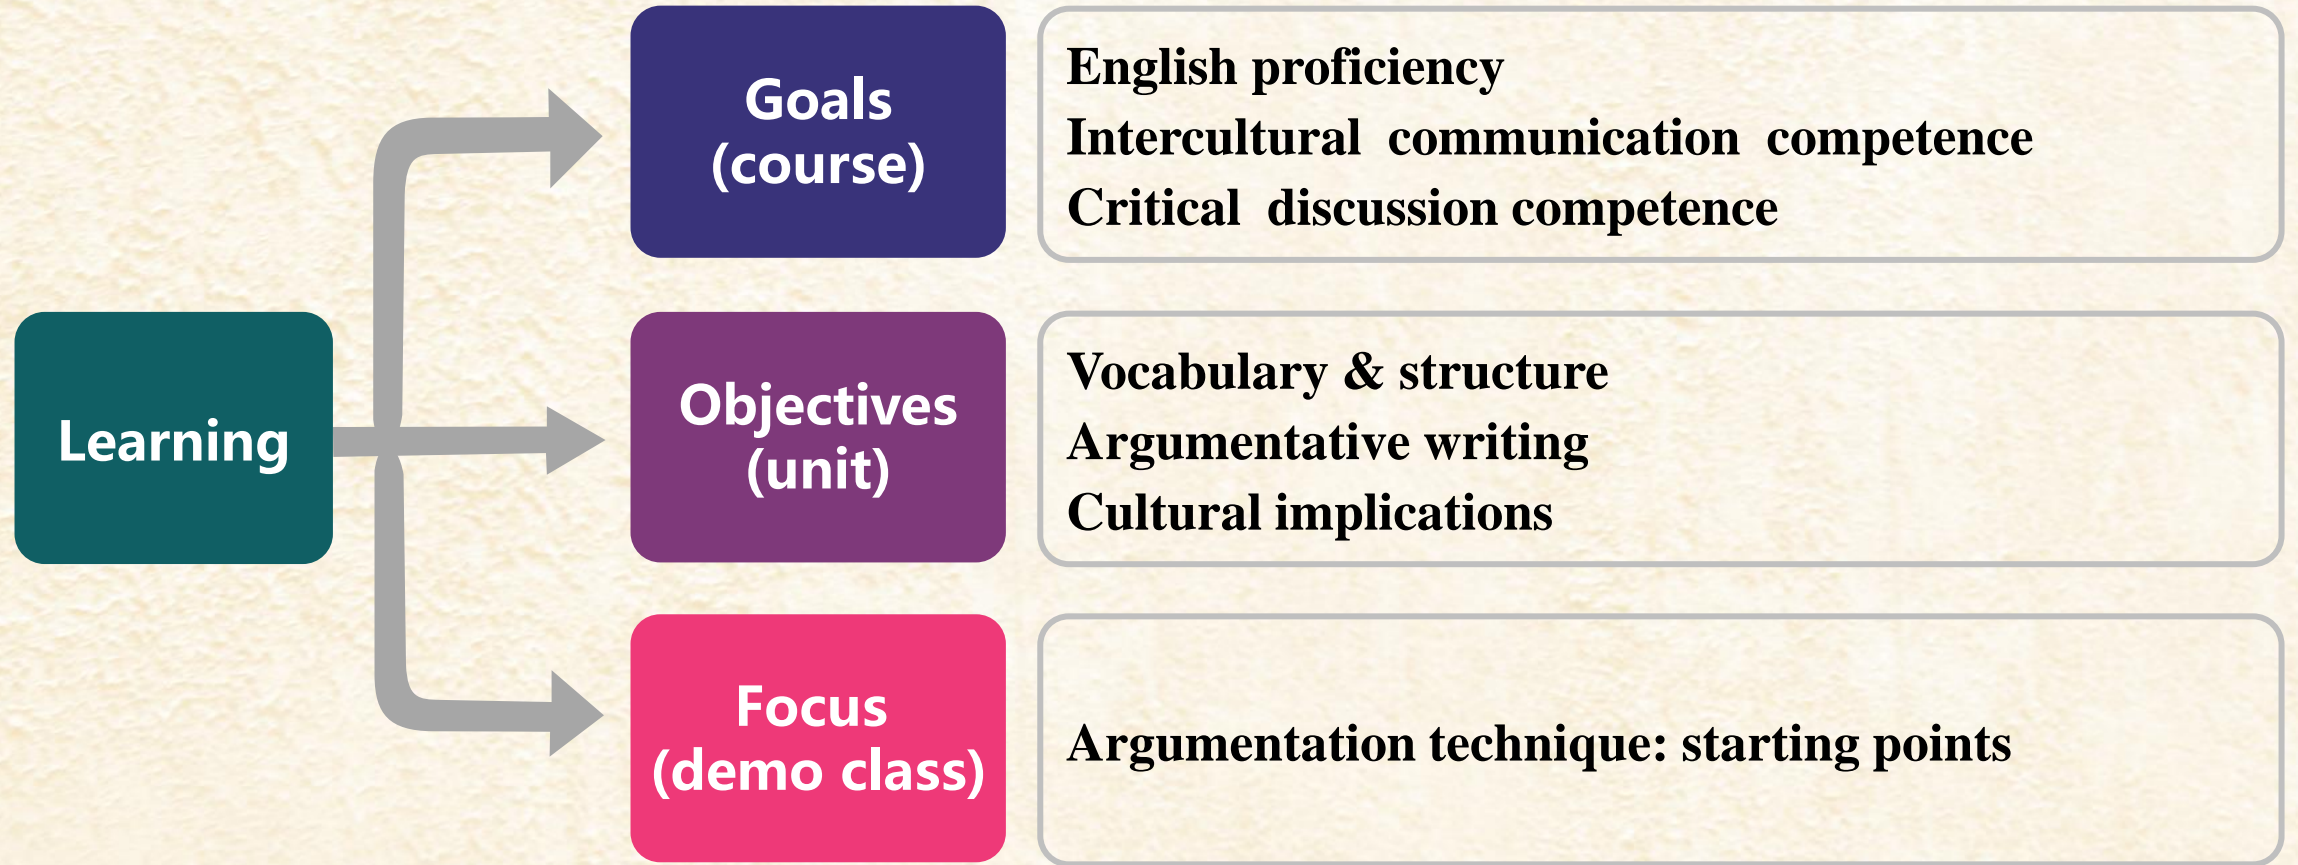 Learning
Goals
(course)
English proficiency
Intercultural communication competence
Critical discussion competence
Objectives
(unit)
Vocabulary & structure
Argumentative writing
Cultural implications
Focus
(demo class)
Argumentation technique: starting points